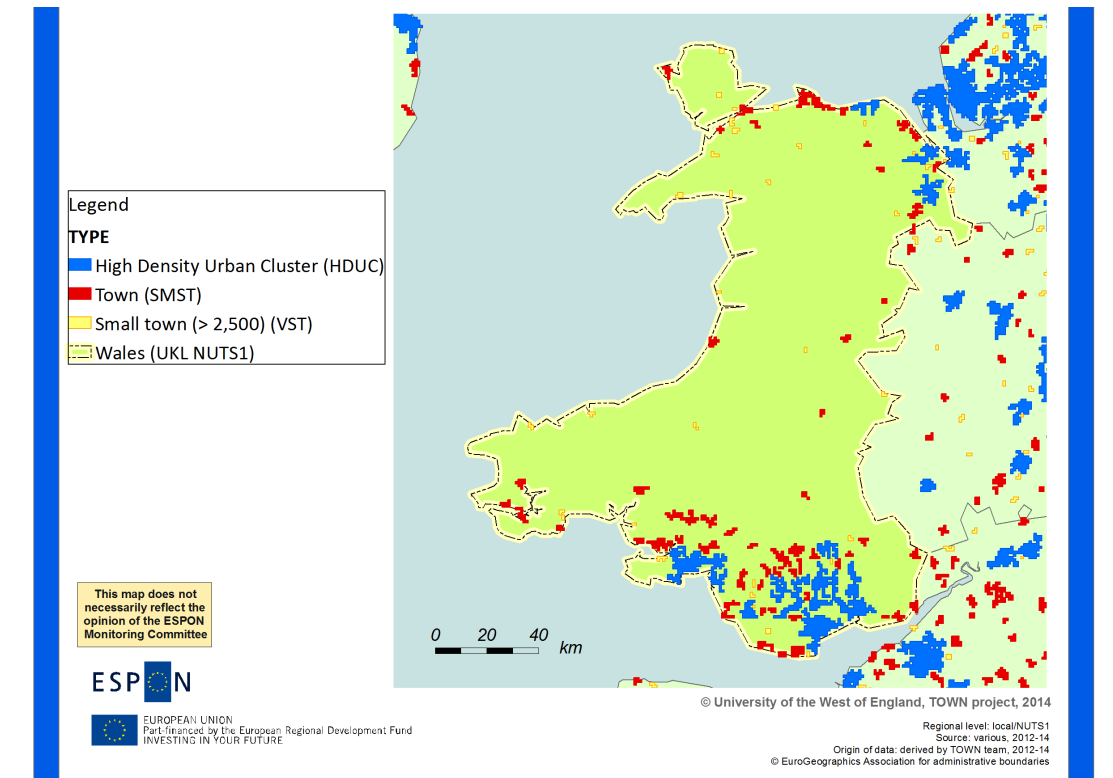 Legend
TYPE
High Density Urban Cluster (HDUC)
Town (SMST)
Small town (> 2,500) (VST)
Wales (UKL NUTS1)
This map does not
necessarily reflect the
opinion of the ESPON
Monitoring Committee
0 20 40 km
ESPON
EUROPEAN UNION
Part-financed by the European Regional Development Fund
INVESTING IN YOUR FUTURE
© University of the West of England, TOWN project, 2014
Regional level: local/NUTS1
Source: various, 2012-14
Origin of data: derived by TOWN team, 2012-14
© EuroGeographics Association for administrative boundaries